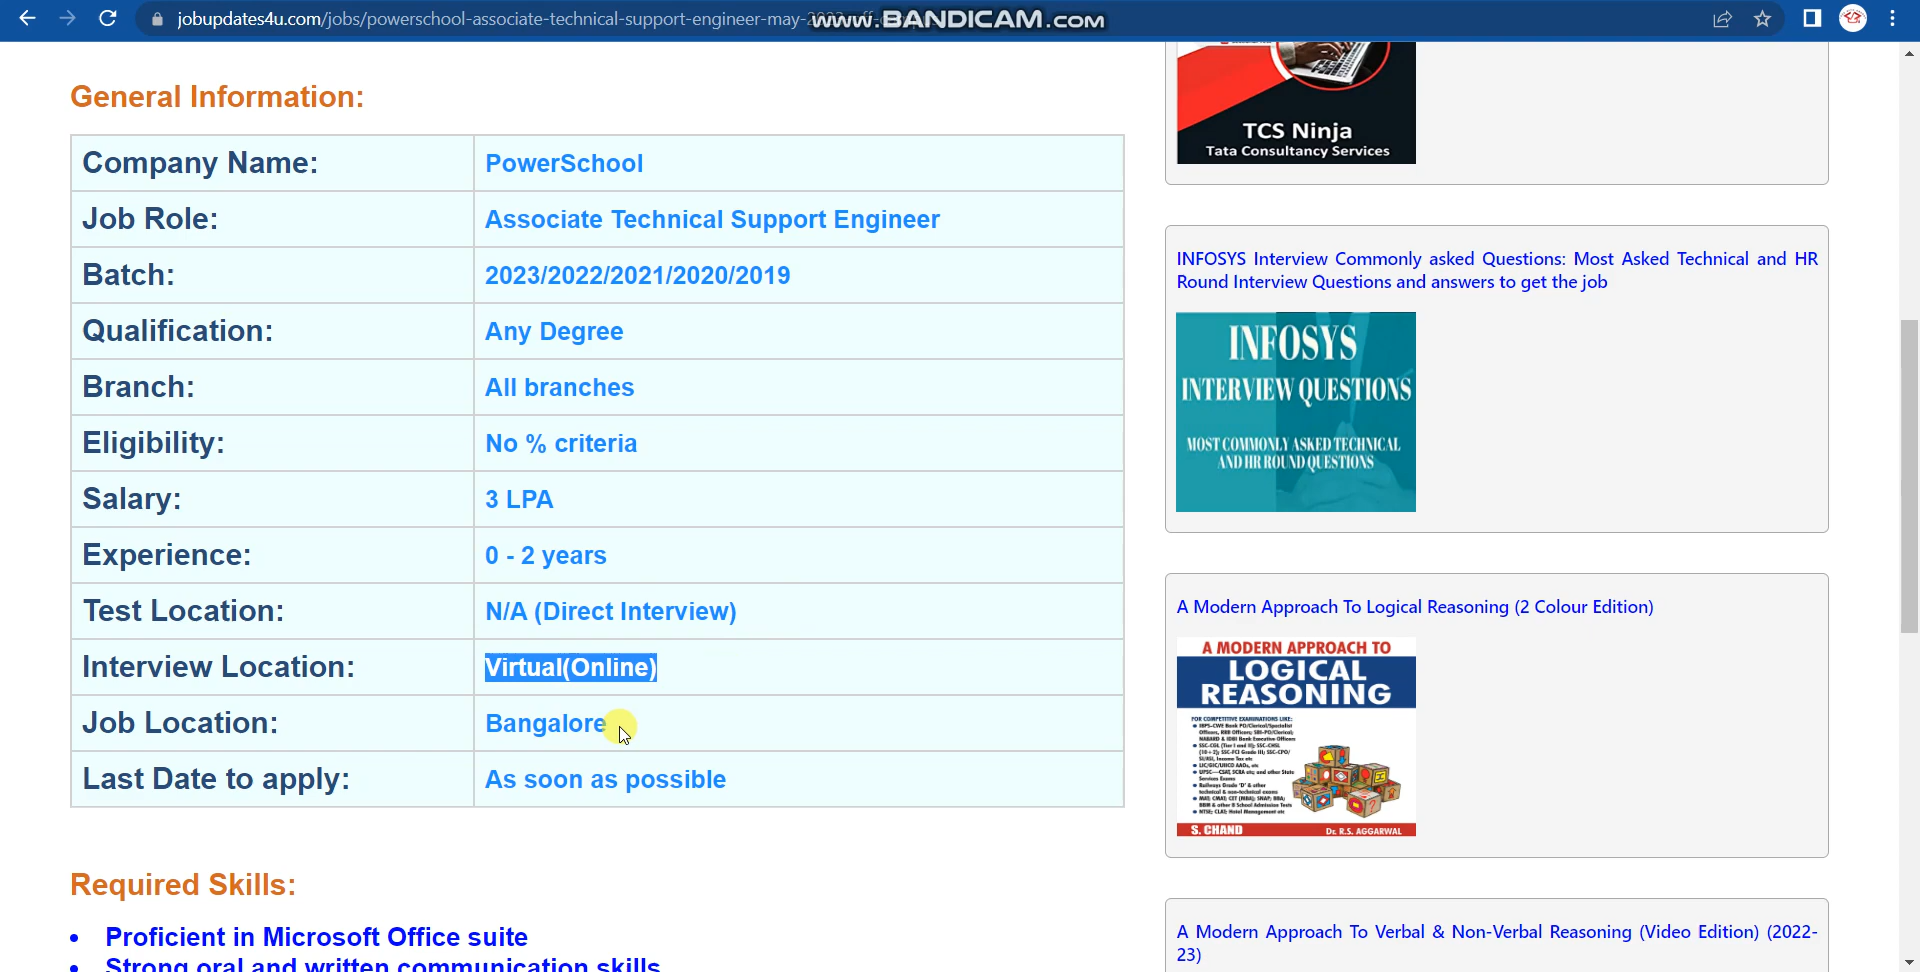 jobupdates4u.com/jobs/powerschool-associate-technical-support-engineer-may-
www.BANDICAM.com
General Information:
Company Name: PowerSchool
Job Role: Associate Technical Support Engineer
Batch: 2023/2022/2021/2020/2019
Qualification: Any Degree
Branch: All branches
Eligibility: No % criteria
Salary: 3 LPA
Experience: 0 - 2 years
Test Location: N/A (Direct Interview)
Interview Location: Virtual(Online)
Job Location: Bangalore
Last Date to apply: As soon as possible
Required Skills:
• Proficient in Microsoft Office suite
• Strong oral and written communication skills
TCS Ninja
Tata Consultancy Services
INFOSYS Interview Commonly asked Questions: Most Asked Technical and HR
Round Interview Questions and answers to get the job
INFOSYS
INTERVIEW QUESTIONS
MOST COMMONLY ASKED TECHNICAL
AND HR ROUND QUESTIONS
A Modern Approach To Logical Reasoning (2 Colour Edition)
A MODERN APPROACH TO
LOGICAL
REASONING
FOR COMPETITIVE EXAMINATIONS LIKE:
S. CHAND
Dr. R.S. AGGARWAL
A Modern Approach To Verbal & Non-Verbal Reasoning (Video Edition) (2022-
23)